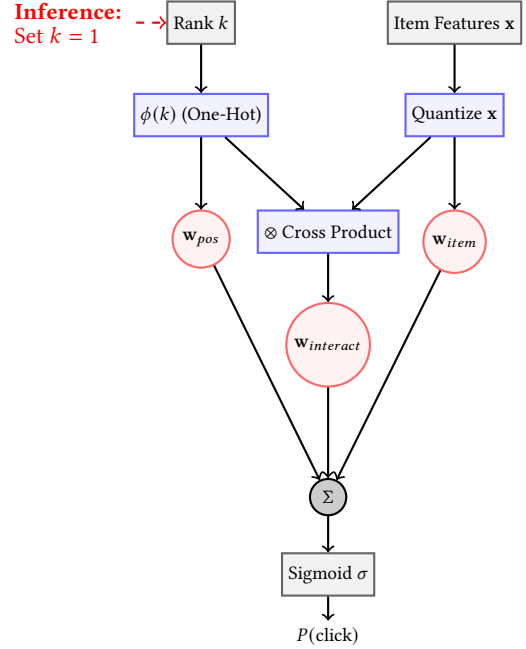 Inference:
Set k = 1
Rank k
Item Features x
ϕ(k) (One-Hot)
Quantize x
w_pos
⊗ Cross Product
w_item
w_interact
Σ
Sigmoid σ
P(click)